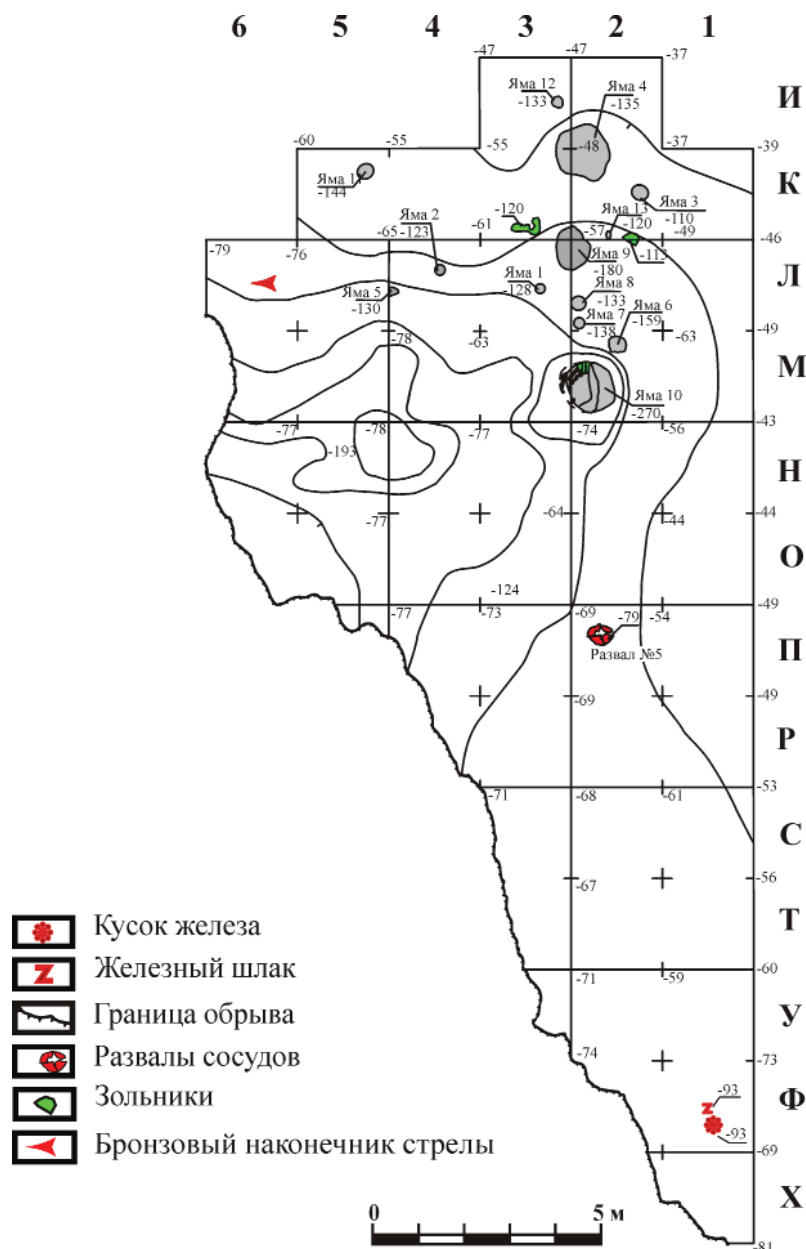 6 5 4 3 2 1
-47 -47 -37
Яма 12
-133
Яма 4
-135
И
-60 -55 -55 -48 -37 -39
Яма 11
-144
К
Яма 3
-110
Яма 2
-123
-120
Яма 13
-120
-79 -76 -65 -61 -57 -49 -46
-113
Яма 9
-180
Л
Яма 1
-128
Яма 8
-133
Яма 5
-130
Яма 7
-138
Яма 6
-159
-78 -63 -63 -49
М
Яма 10
-270
-77 -78 -77 -74 -56 -43
-193
Н
-77 -64 -44 -44
О
-124
-77 -73 -69 -54 -49
-79
Развал №5
П
-69 -49
Р
-71 -68 -61 -53
С
-67 -56
Т
-71 -59 -60
У
-74 -73
Ф
-93
-93
-69
Х
-81
Кусок железа
Железный шлак
Граница обрыва
Развалы сосудов
Зольники
Бронзовый наконечник стрелы
0 5 м